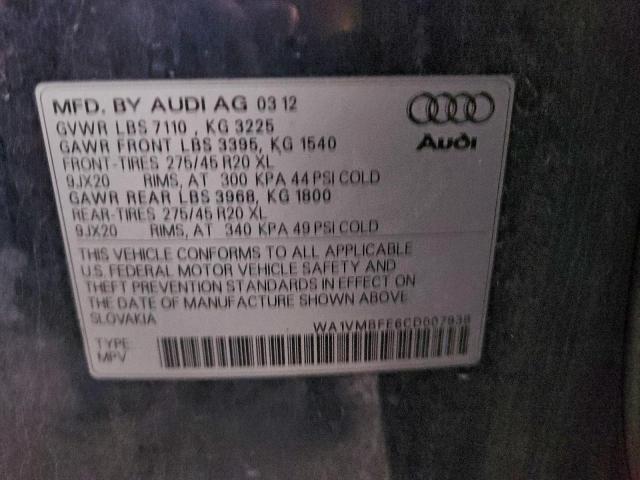 MFD. BY AUDI AG 03 12
GVWR LBS 7110 , KG 3225
GAWR FRONT LBS 3395, KG 1540
FRONT-TIRES 275/45 R20 XL
9JX20 RIMS, AT 300 KPA 44 PSI COLD
GAWR REAR LBS 3968, KG 1800
REAR-TIRES 275/45 R20 XL
9JX20 RIMS, AT 340 KPA 49 PSI COLD
Audi
THIS VEHICLE CONFORMS TO ALL APPLICABLE
U.S. FEDERAL MOTOR VEHICLE SAFETY AND
THEFT PREVENTION STANDARDS IN EFFECT ON
THE DATE OF MANUFACTURE SHOWN ABOVE
SLOVAKIA
WA1VMBFE6CD007938
TYPE:
MPV